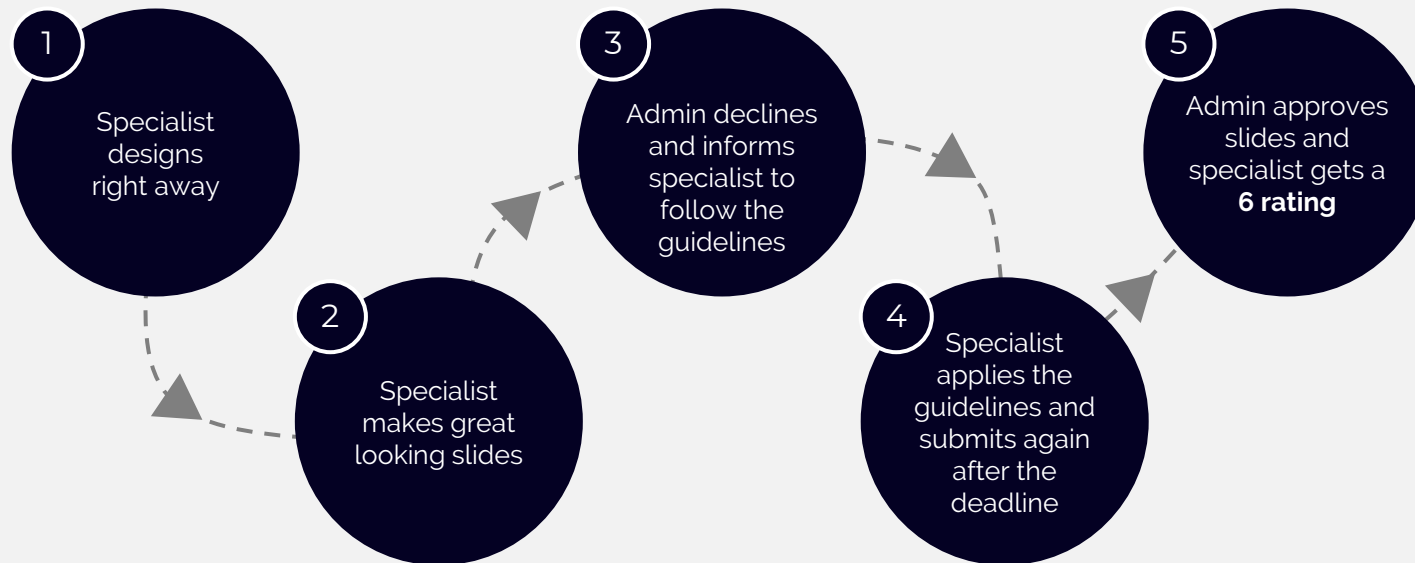 1
Specialist
designs
right away
2
Specialist
makes great
looking slides
3
Admin declines
and informs
specialist to
follow the
guidelines
4
Specialist
applies the
guidelines and
submits again
after the
deadline
5
Admin approves
slides and
specialist gets a
6 rating